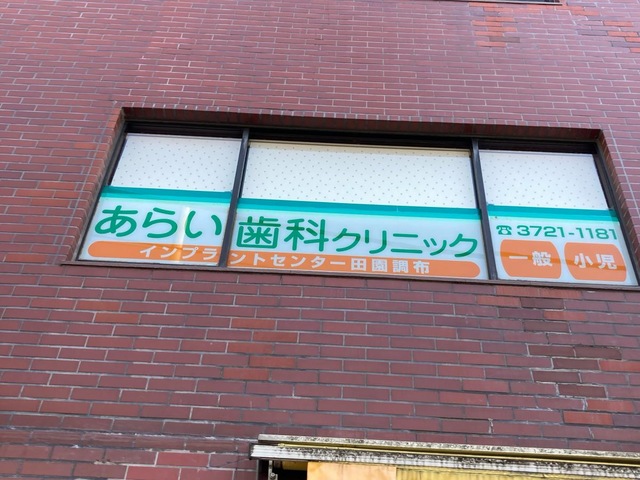 あらい歯科クリニック
インプラントセンター田園調布
☎3721-1181
一般 小児